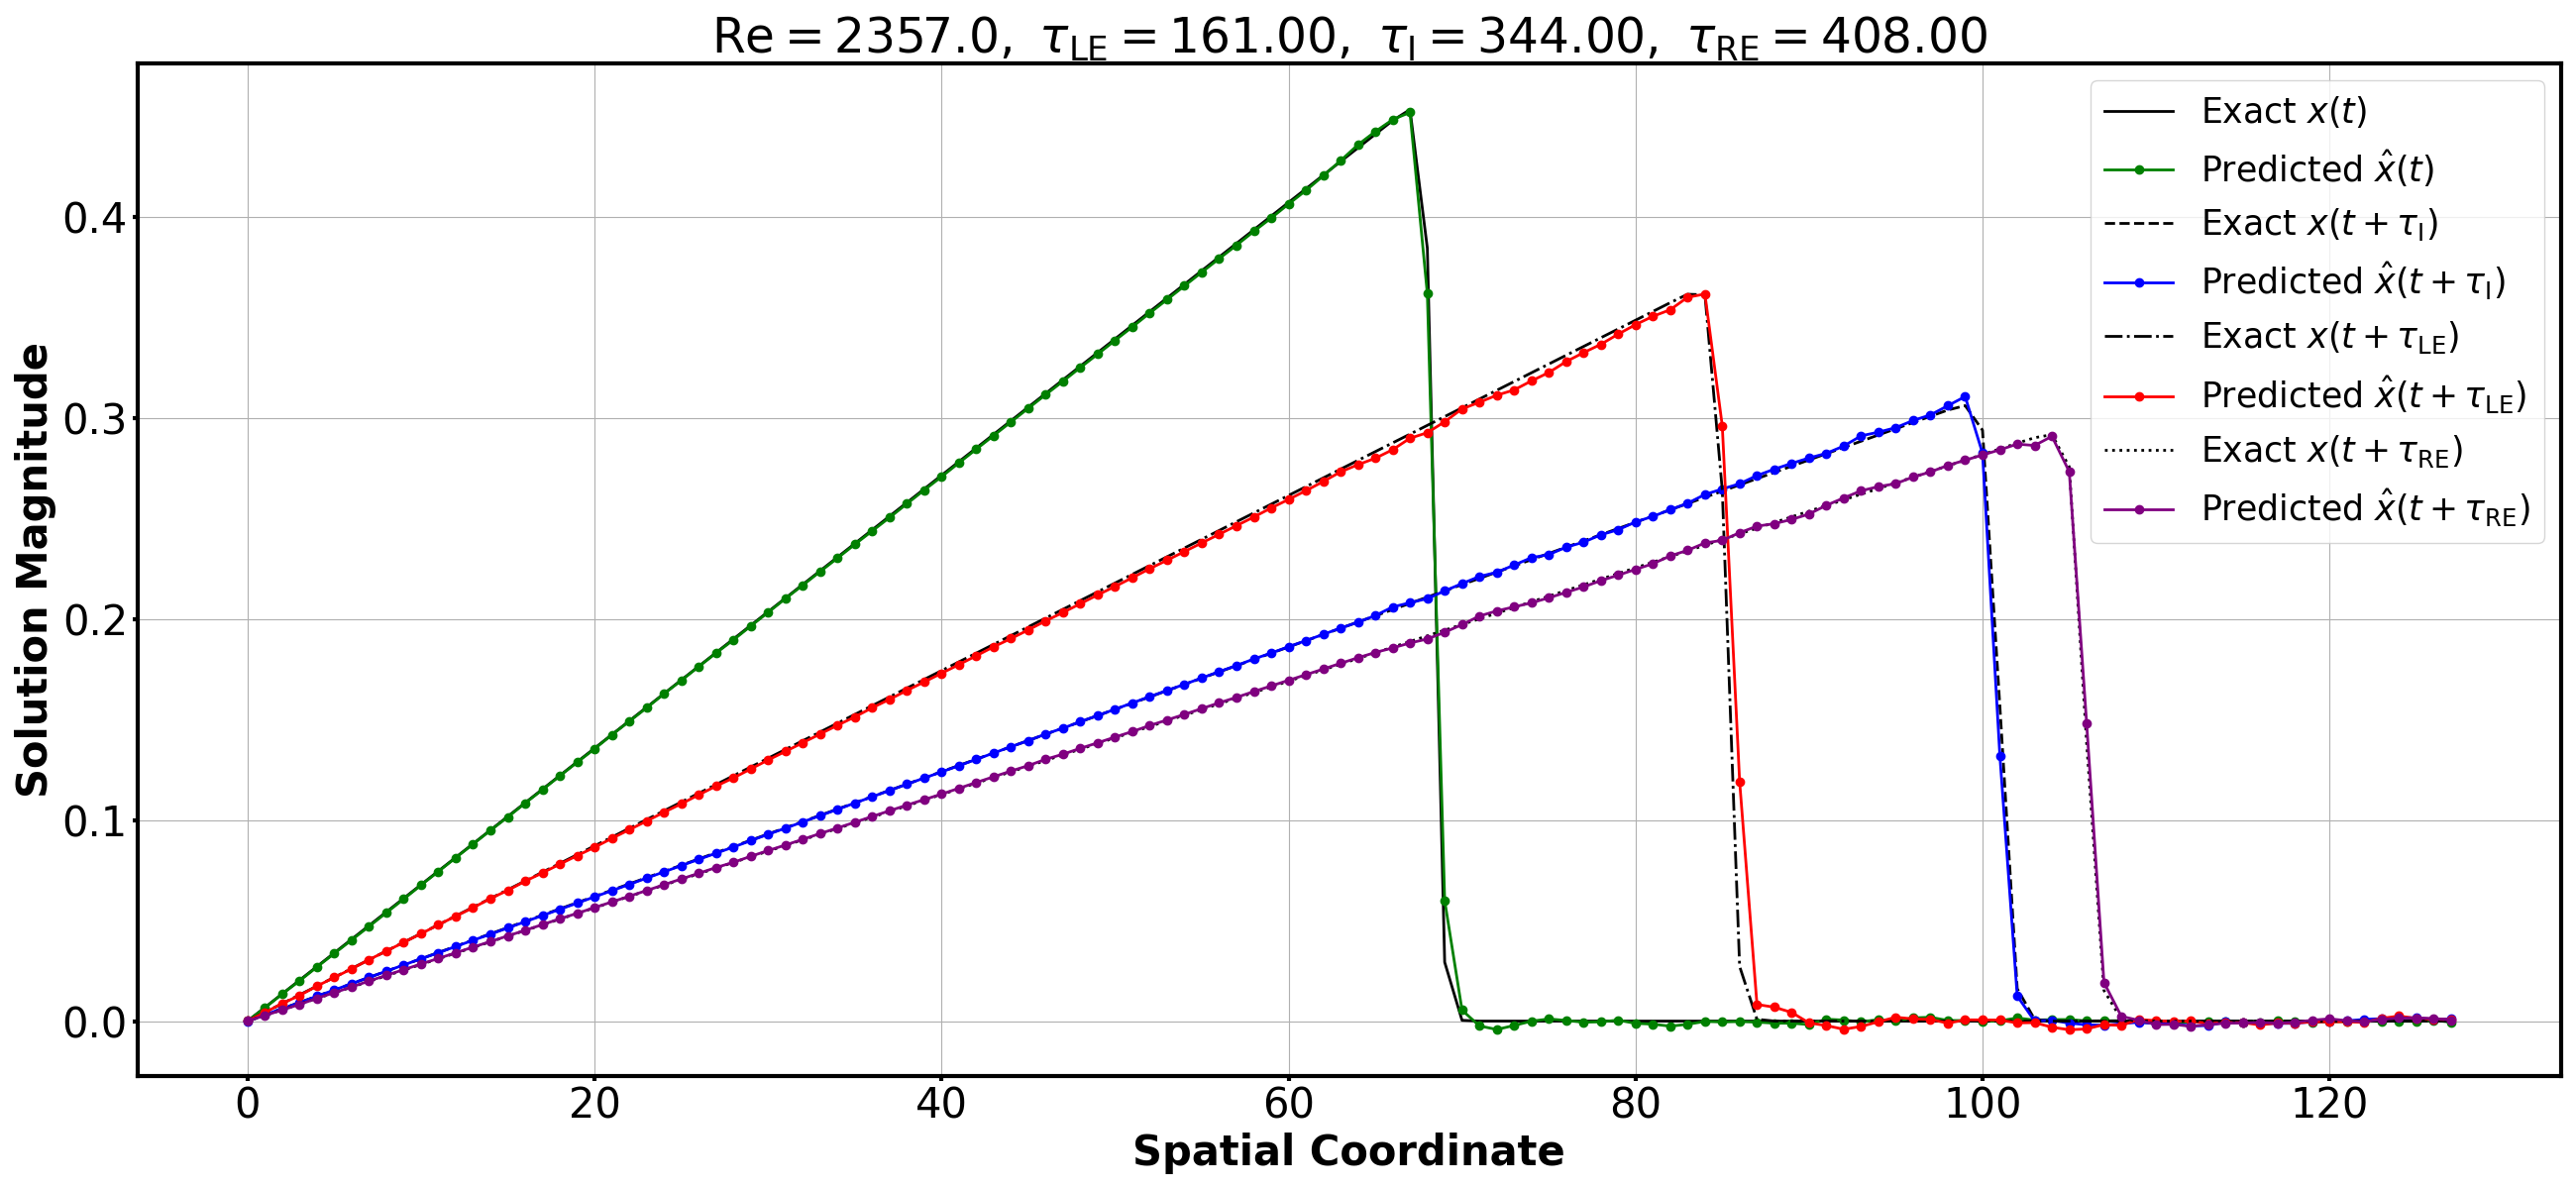 Re = 2357.0, τ_LE = 161.00, τ_I = 344.00, τ_RE = 408.00
Exact x(t)
Predicted x̂(t)
Exact x(t + τ_I)
Predicted x̂(t + τ_I)
Exact x(t + τ_LE)
Predicted x̂(t + τ_LE)
Exact x(t + τ_RE)
Predicted x̂(t + τ_RE)
Solution Magnitude
0.4
0.3
0.2
0.1
0.0
0 20 40 60 80 100 120
Spatial Coordinate